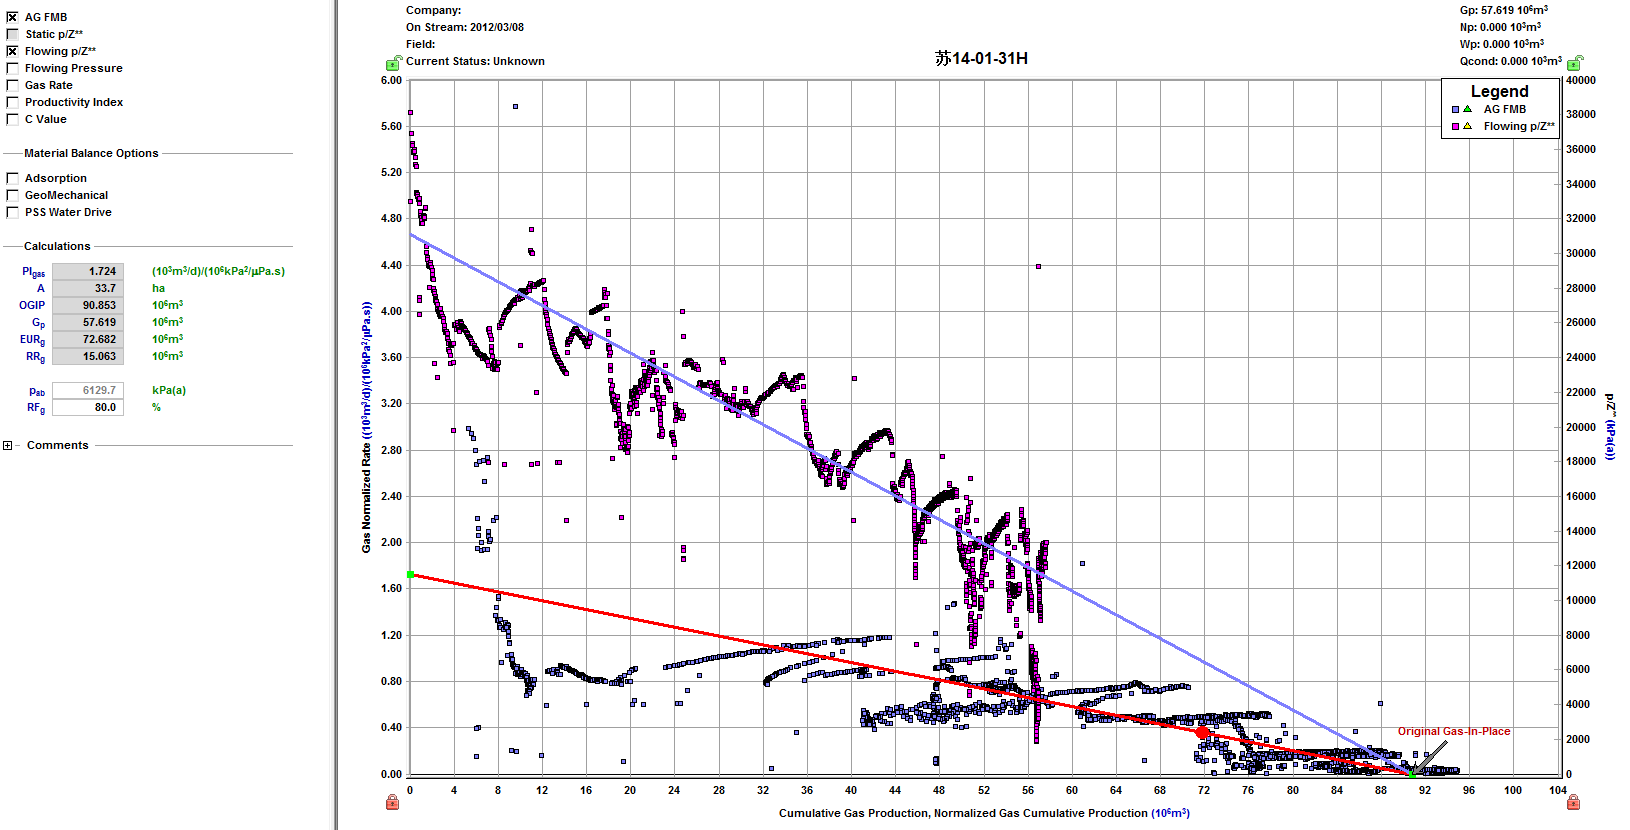 AG FMB
Static p/Z**
Flowing p/Z**
Flowing Pressure
Gas Rate
Productivity Index
C Value
Material Balance Options
Adsorption
GeoMechanical
PSS Water Drive
Calculations
PIgas 1.724 (10³m³/d)/(10⁶kPa²/µPa.s)
A 33.7 ha
OGIP 90.853 10⁶m³
Gp 57.619 10⁶m³
EURg 72.682 10⁶m³
RRg 15.063 10⁶m³
pab 6129.7 kPa(a)
RFg 80.0 %
Comments
Company:
On Stream: 2012/03/08
Field:
Current Status: Unknown
苏14-01-31H
Gp: 57.619 10⁶m³
Np: 0.000 10³m³
Wp: 0.000 10³m³
Qcond: 0.000 10³m³
Legend
AG FMB
Flowing p/Z**
Gas Normalized Rate ((10³m³/d)/(10⁶kPa²/µPa.s))
6.00
5.60
5.20
4.80
4.40
4.00
3.60
3.20
2.80
2.40
2.00
1.60
1.20
0.80
0.40
0.00
40000
38000
36000
34000
32000
30000
28000
26000
24000
22000
20000
18000
16000
14000
12000
10000
8000
6000
4000
2000
0
p/Z** (kPa(a))
Original Gas-In-Place
0 4 8 12 16 20 24 28 32 36 40 44 48 52 56 60 64 68 72 76 80 84 88 92 96 100 104
Cumulative Gas Production, Normalized Gas Cumulative Production (10⁶m³)